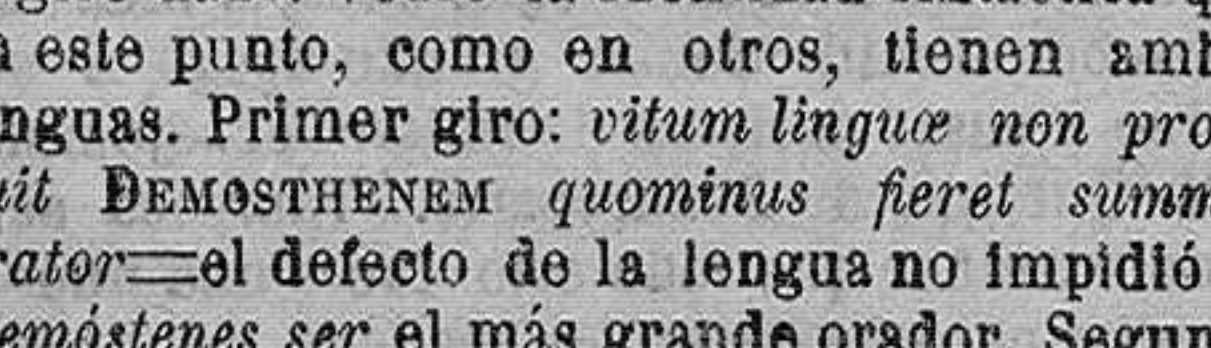 este punto, como en otros, tienen
nguas. Primer giro: vitum linguæ non pro
uit DEMOSTHENEM quominus fieret summ
rator=el defecto de la lengua no impidió
emóstenes ser el más grande orador. Segun